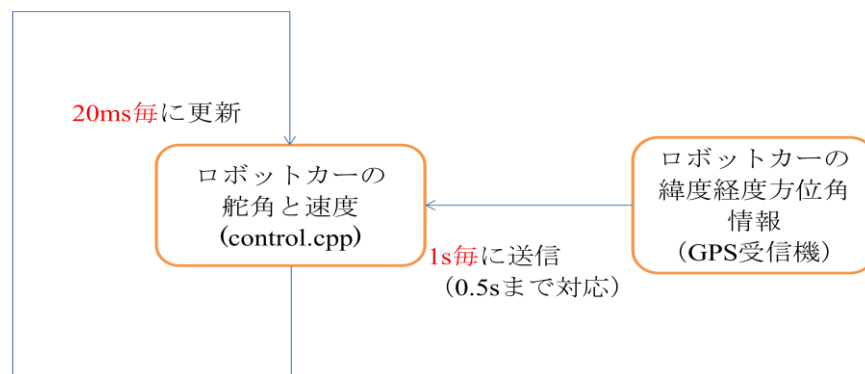 20ms毎に更新
ロボットカーの
舵角と速度
(control.cpp)
ロボットカーの
緯度経度方位角
情報
（GPS受信機）
1s毎に送信
（0.5sまで対応）